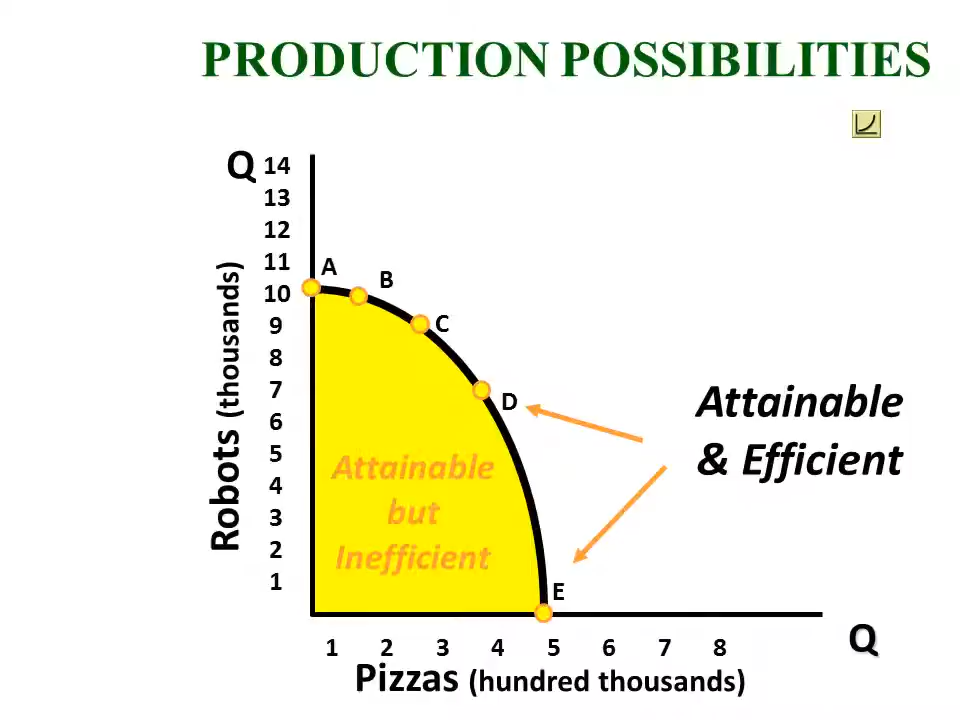 PRODUCTION POSSIBILITIES
Q
14
13
12
11
10
9
8
7
6
5
4
3
2
1
Robots (thousands)
A
B
C
D
E
Attainable
but
Inefficient
Attainable
& Efficient
1 2 3 4 5 6 7 8
Q
Pizzas (hundred thousands)